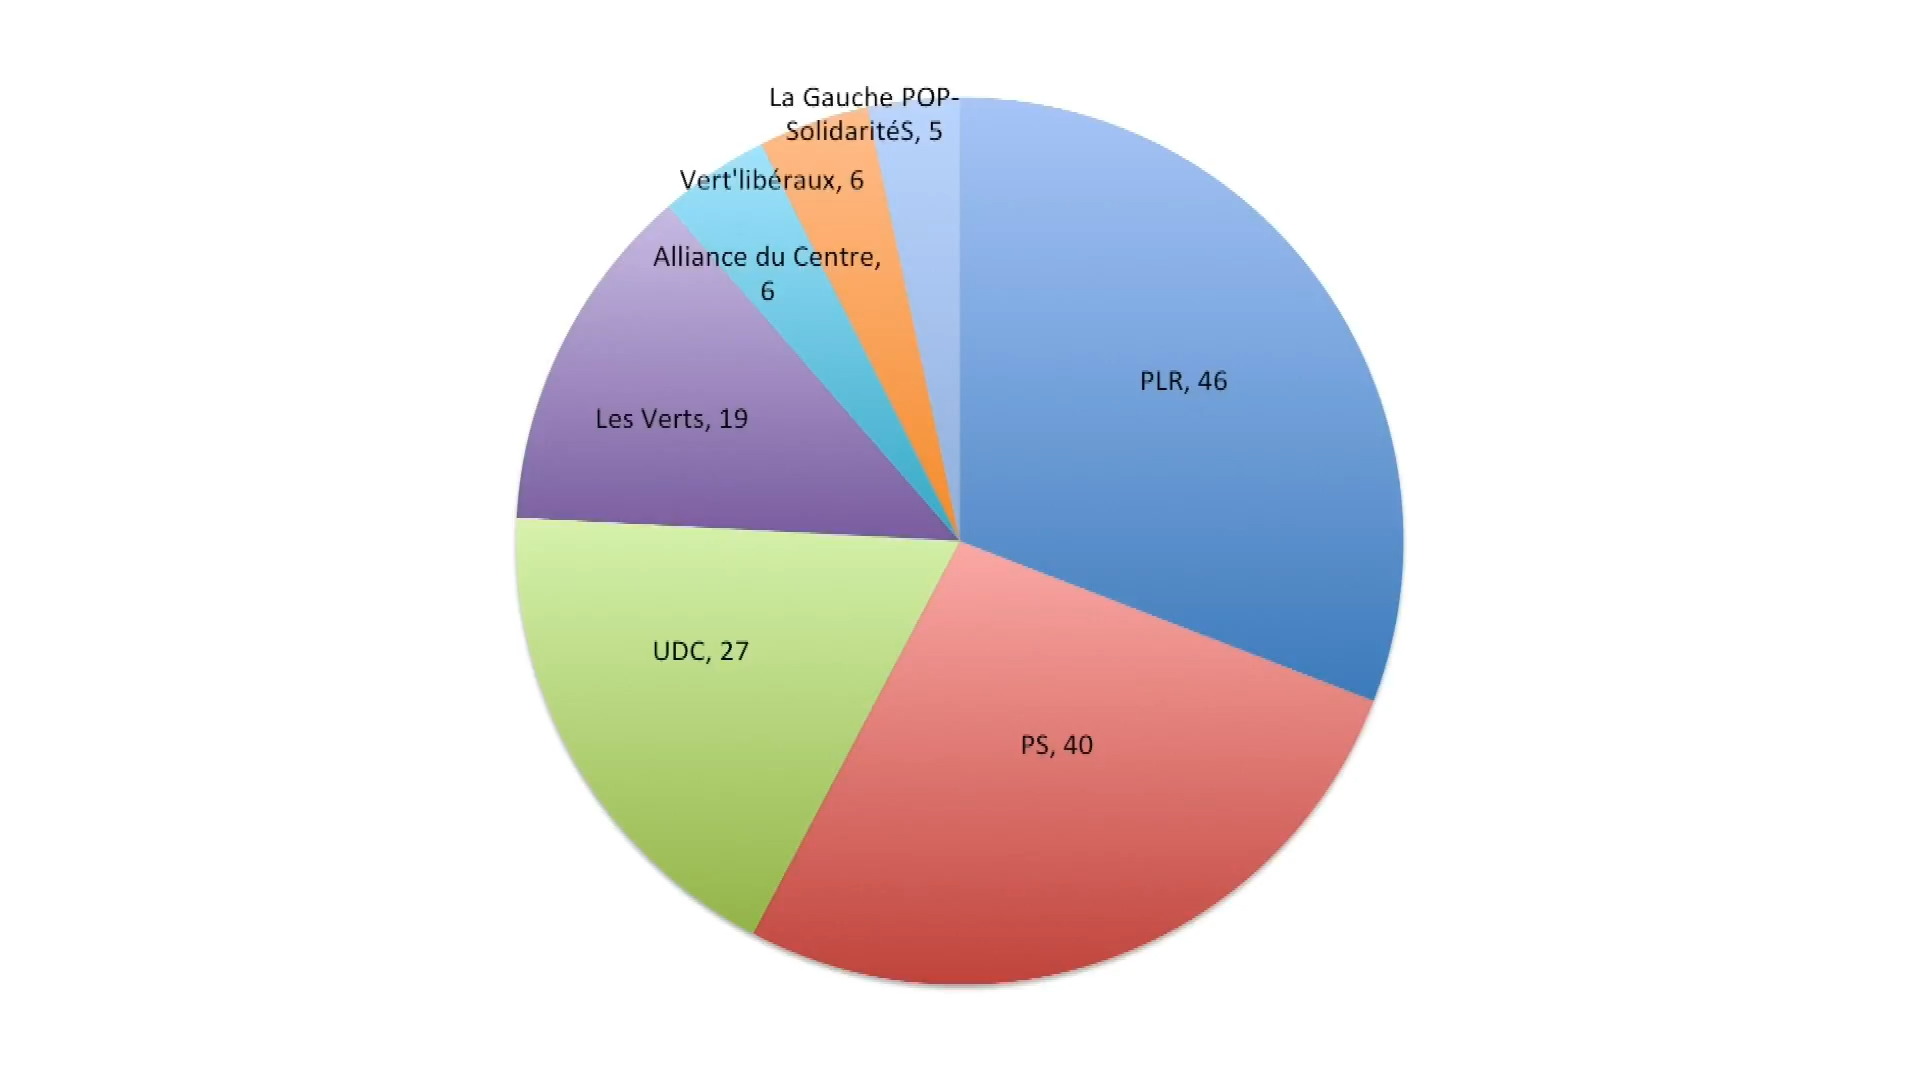 La Gauche POP-
SolidaritéS, 5
Vert'libéraux, 6
Alliance du Centre,
6
PLR, 46
Les Verts, 19
UDC, 27
PS, 40